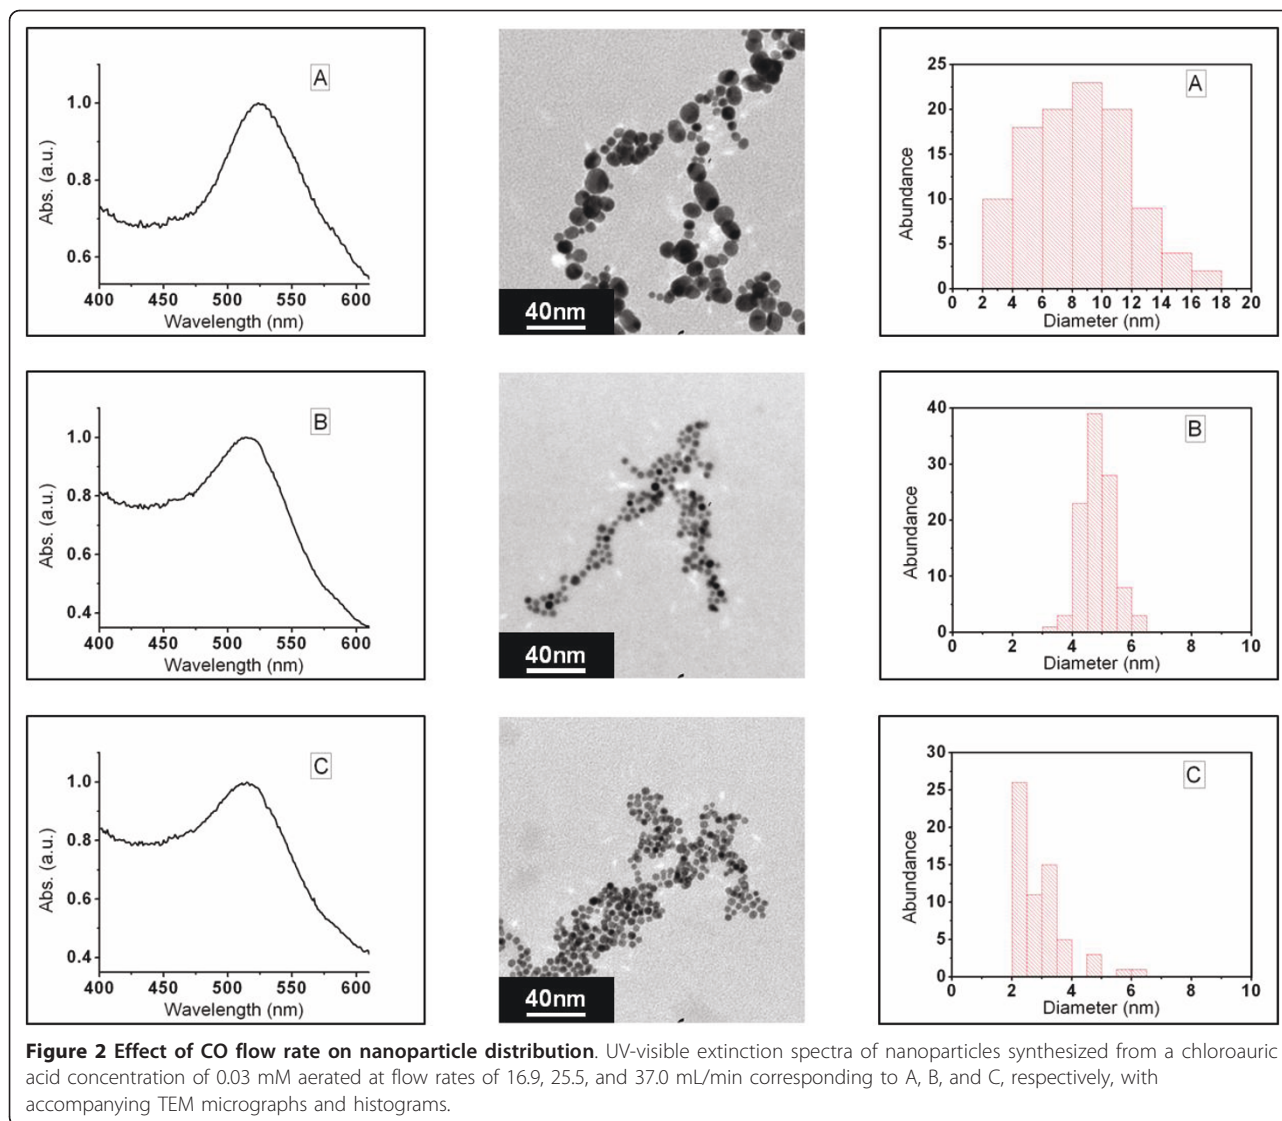 A
1.0
0.8
0.6
Abs. (a.u.)
400 450 500 550 600
Wavelength (nm)
40nm
A
25
20
15
10
5
0
Abundance
0 2 4 6 8 10 12 14 16 18 20
Diameter (nm)
B
1.0
0.8
0.6
0.4
Abs. (a.u.)
400 450 500 550 600
Wavelength (nm)
40nm
B
40
30
20
10
0
Abundance
0 2 4 6 8 10
Diameter (nm)
C
1.0
0.8
0.6
0.4
Abs. (a.u.)
400 450 500 550 600
Wavelength (nm)
40nm
C
30
25
20
15
10
5
0
Abundance
0 2 4 6 8 10
Diameter (nm)
Figure 2 Effect of CO flow rate on nanoparticle distribution. UV-visible extinction spectra of nanoparticles synthesized from a chloroauric
acid concentration of 0.03 mM aerated at flow rates of 16.9, 25.5, and 37.0 mL/min corresponding to A, B, and C, respectively, with
accompanying TEM micrographs and histograms.